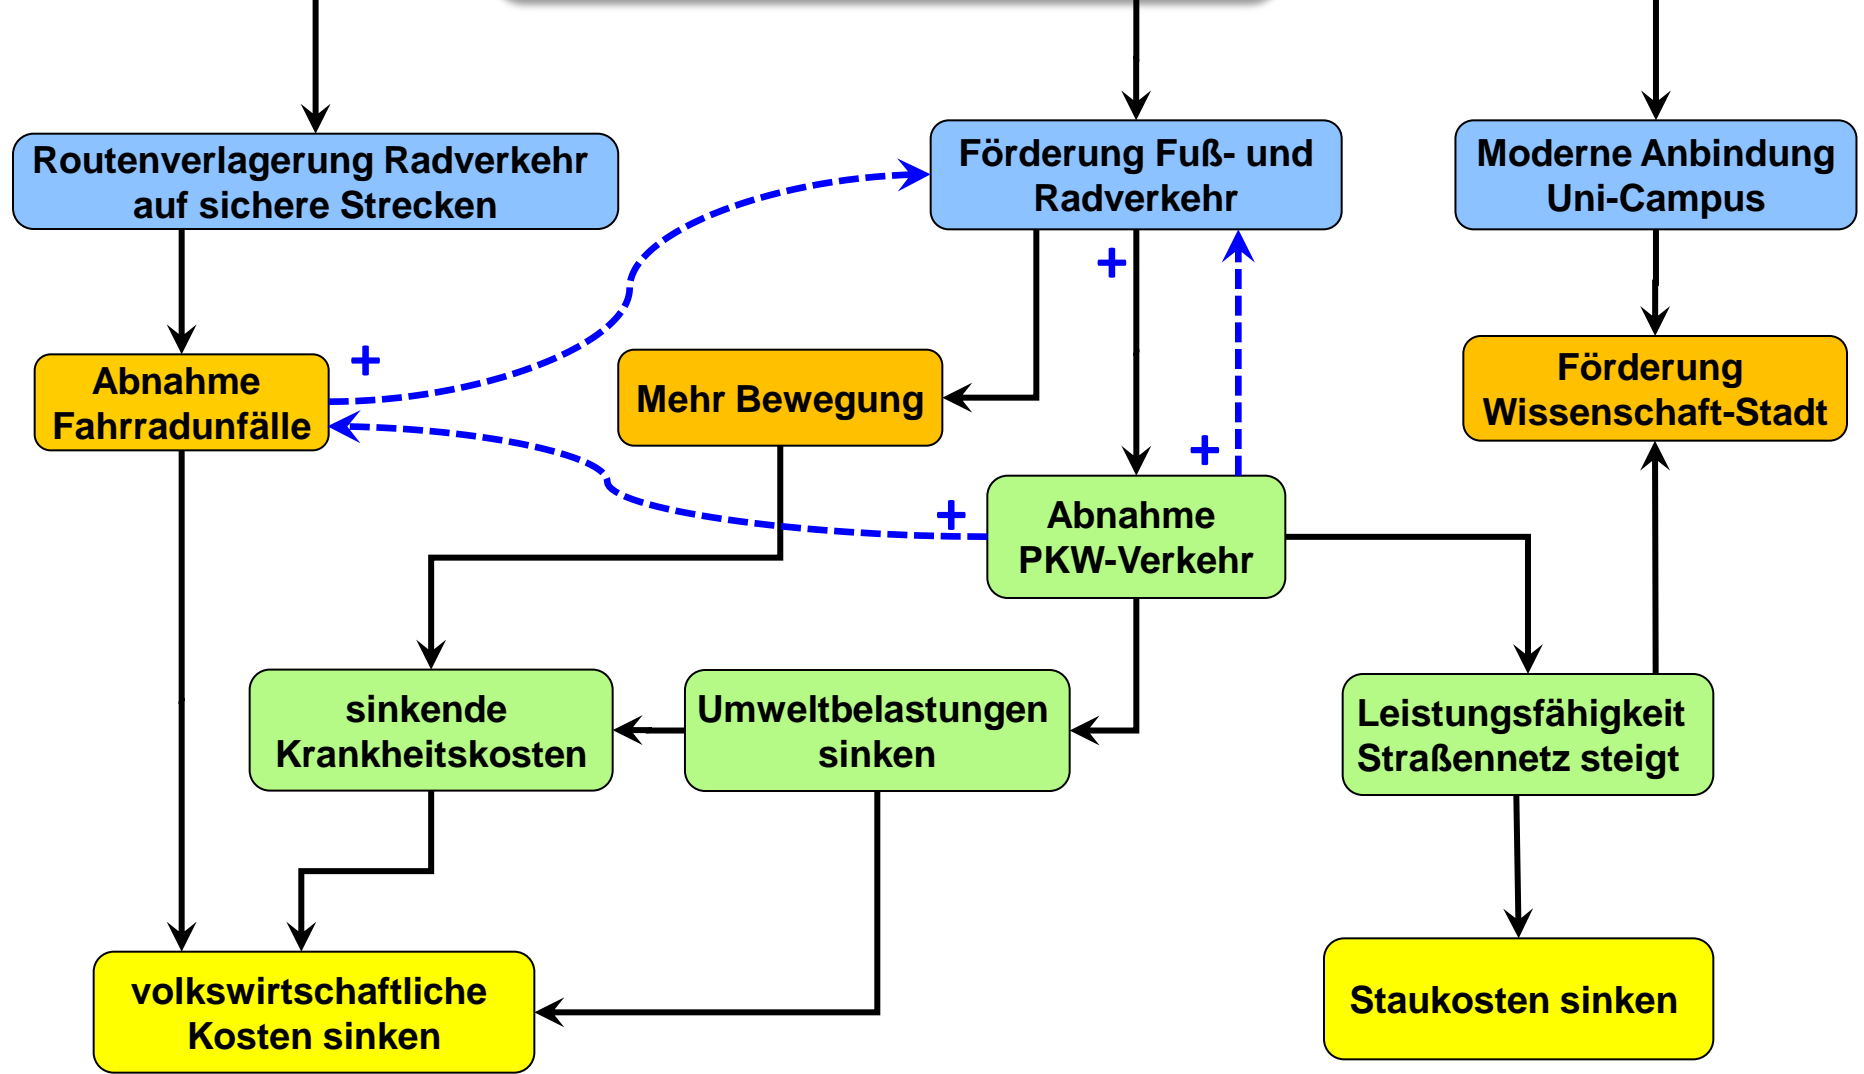 Routenverlagerung Radverkehr
auf sichere Strecken
Förderung Fuß- und
Radverkehr
Moderne Anbindung
Uni-Campus
+
+
Abnahme
Fahrradunfälle
Mehr Bewegung
Förderung
Wissenschaft-Stadt
+
+
Abnahme
PKW-Verkehr
sinkende
Krankheitskosten
Umweltbelastungen
sinken
Leistungsfähigkeit
Straßennetz steigt
volkswirtschaftliche
Kosten sinken
Staukosten sinken